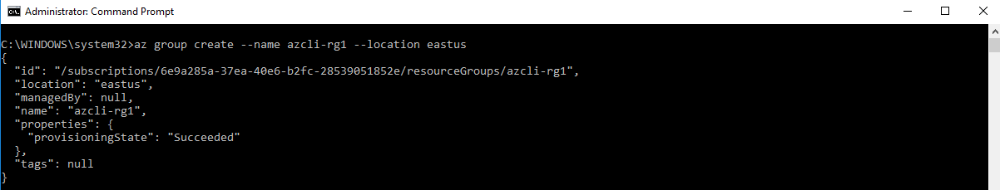 Administrator: Command Prompt
C:\WINDOWS\system32>az group create --name azcli-rg1 --location eastus
{
  "id": "/subscriptions/6e9a285a-37ea-40e6-b2fc-28539051852e/resourceGroups/azcli-rg1",
  "location": "eastus",
  "managedBy": null,
  "name": "azcli-rg1",
  "properties": {
    "provisioningState": "Succeeded"
  },
  "tags": null
}